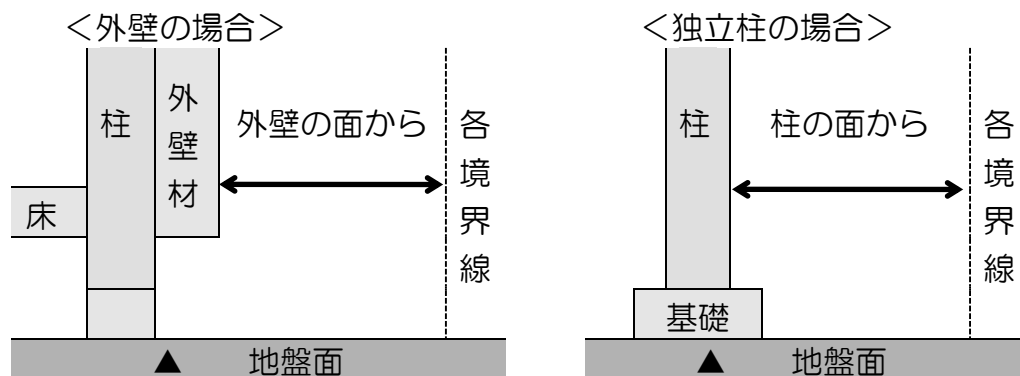 ＜外壁の場合＞
柱
外壁材
外壁の面から
各境界線
床
▲ 地盤面
＜独立柱の場合＞
柱
柱の面から
各境界線
基礎
▲ 地盤面